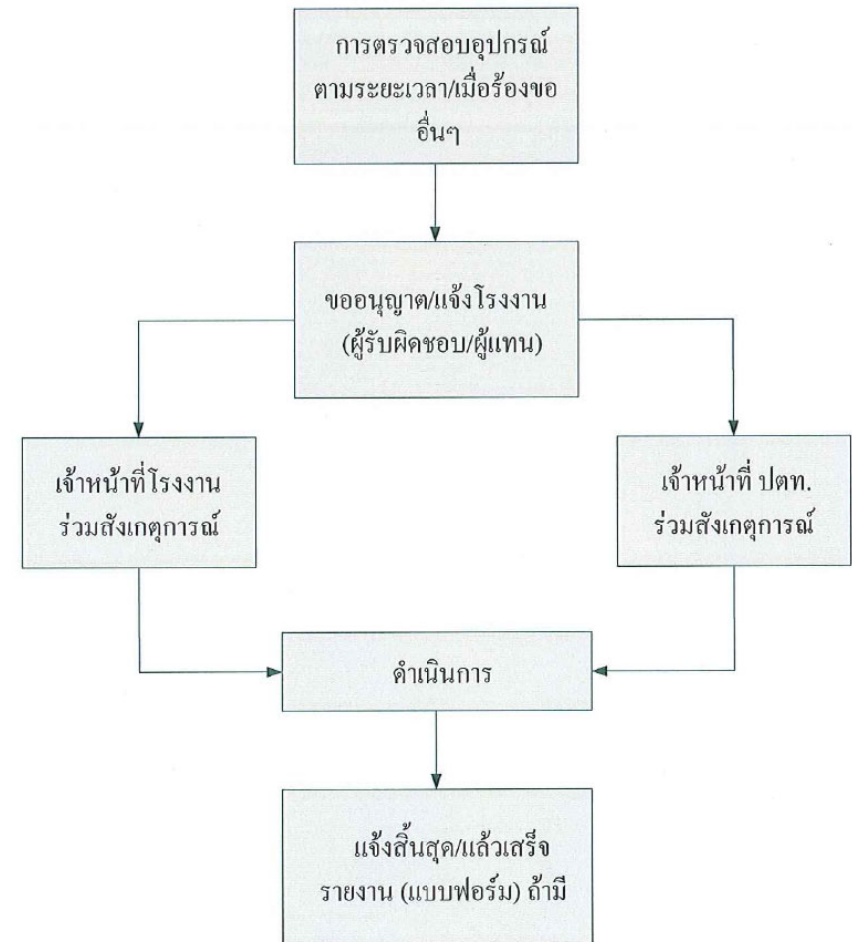 การตรวจสอบอุปกรณ์
ตามระยะเวลา/เมื่อร้องขอ
อื่นๆ
ขออนุญาต/แจ้งโรงงาน
(ผู้รับผิดชอบ/ผู้แทน)
เจ้าหน้าที่โรงงาน
ร่วมสังเกตุการณ์
เจ้าหน้าที่ ปตท.
ร่วมสังเกตุการณ์
ดำเนินการ
แจ้งสิ้นสุด/แล้วเสร็จ
รายงาน (แบบฟอร์ม) ถ้ามี